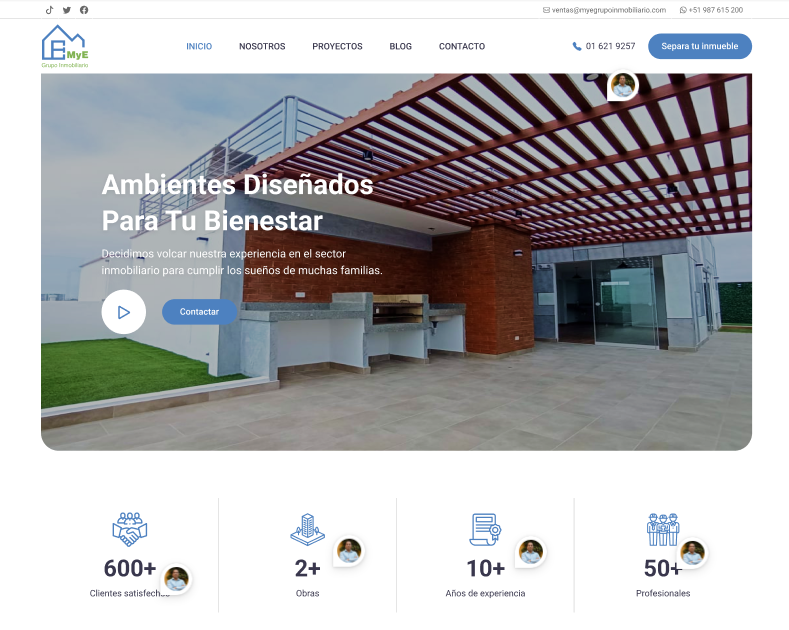 ventas@myegrupoinmobiliario.com +51 987 615 200
MyE
Grupo Inmobiliario
INICIO NOSOTROS PROYECTOS BLOG CONTACTO
01 621 9257
Separa tu inmueble
Ambientes Diseñados
Para Tu Bienestar
Decidimos volcar nuestra experiencia en el sector
inmobiliario para cumplir los sueños de muchas familias.
Contactar
600+
Clientes
2+
Obras
10+
Años de experiencia
50+
Profesionales